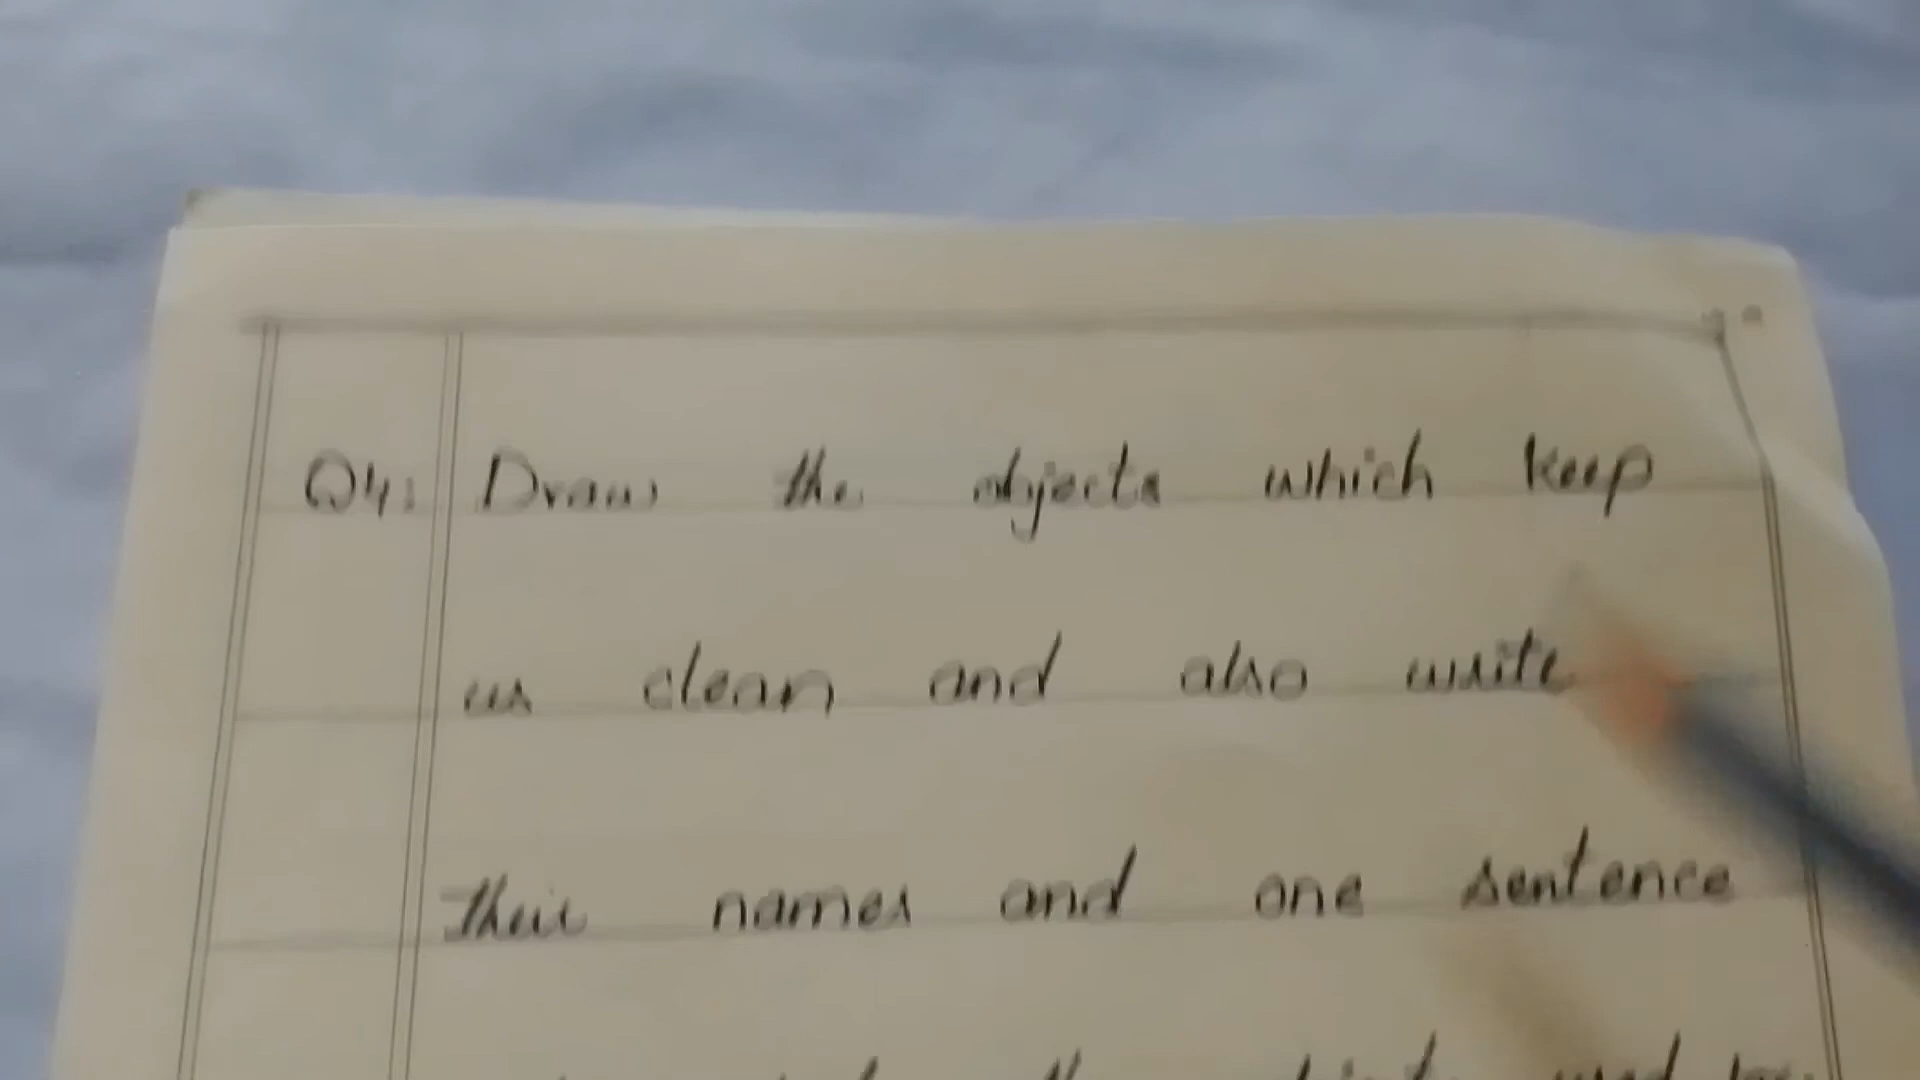 Q4: Draw the objects which keep
us clean and also write
their names and one sentence